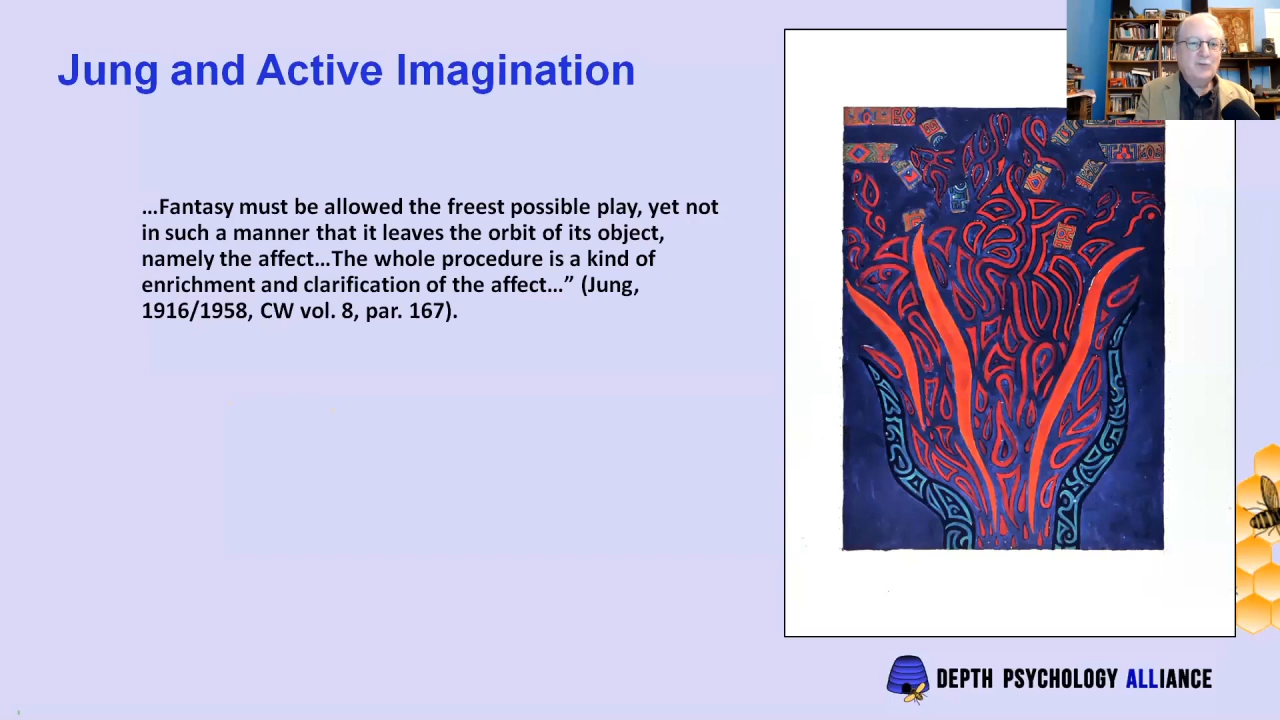 Jung and Active Imagination
…Fantasy must be allowed the freest possible play, yet not
in such a manner that it leaves the orbit of its object,
namely the affect…The whole procedure is a kind of
enrichment and clarification of the affect…” (Jung,
1916/1958, CW vol. 8, par. 167).
DEPTH PSYCHOLOGY ALLIANCE